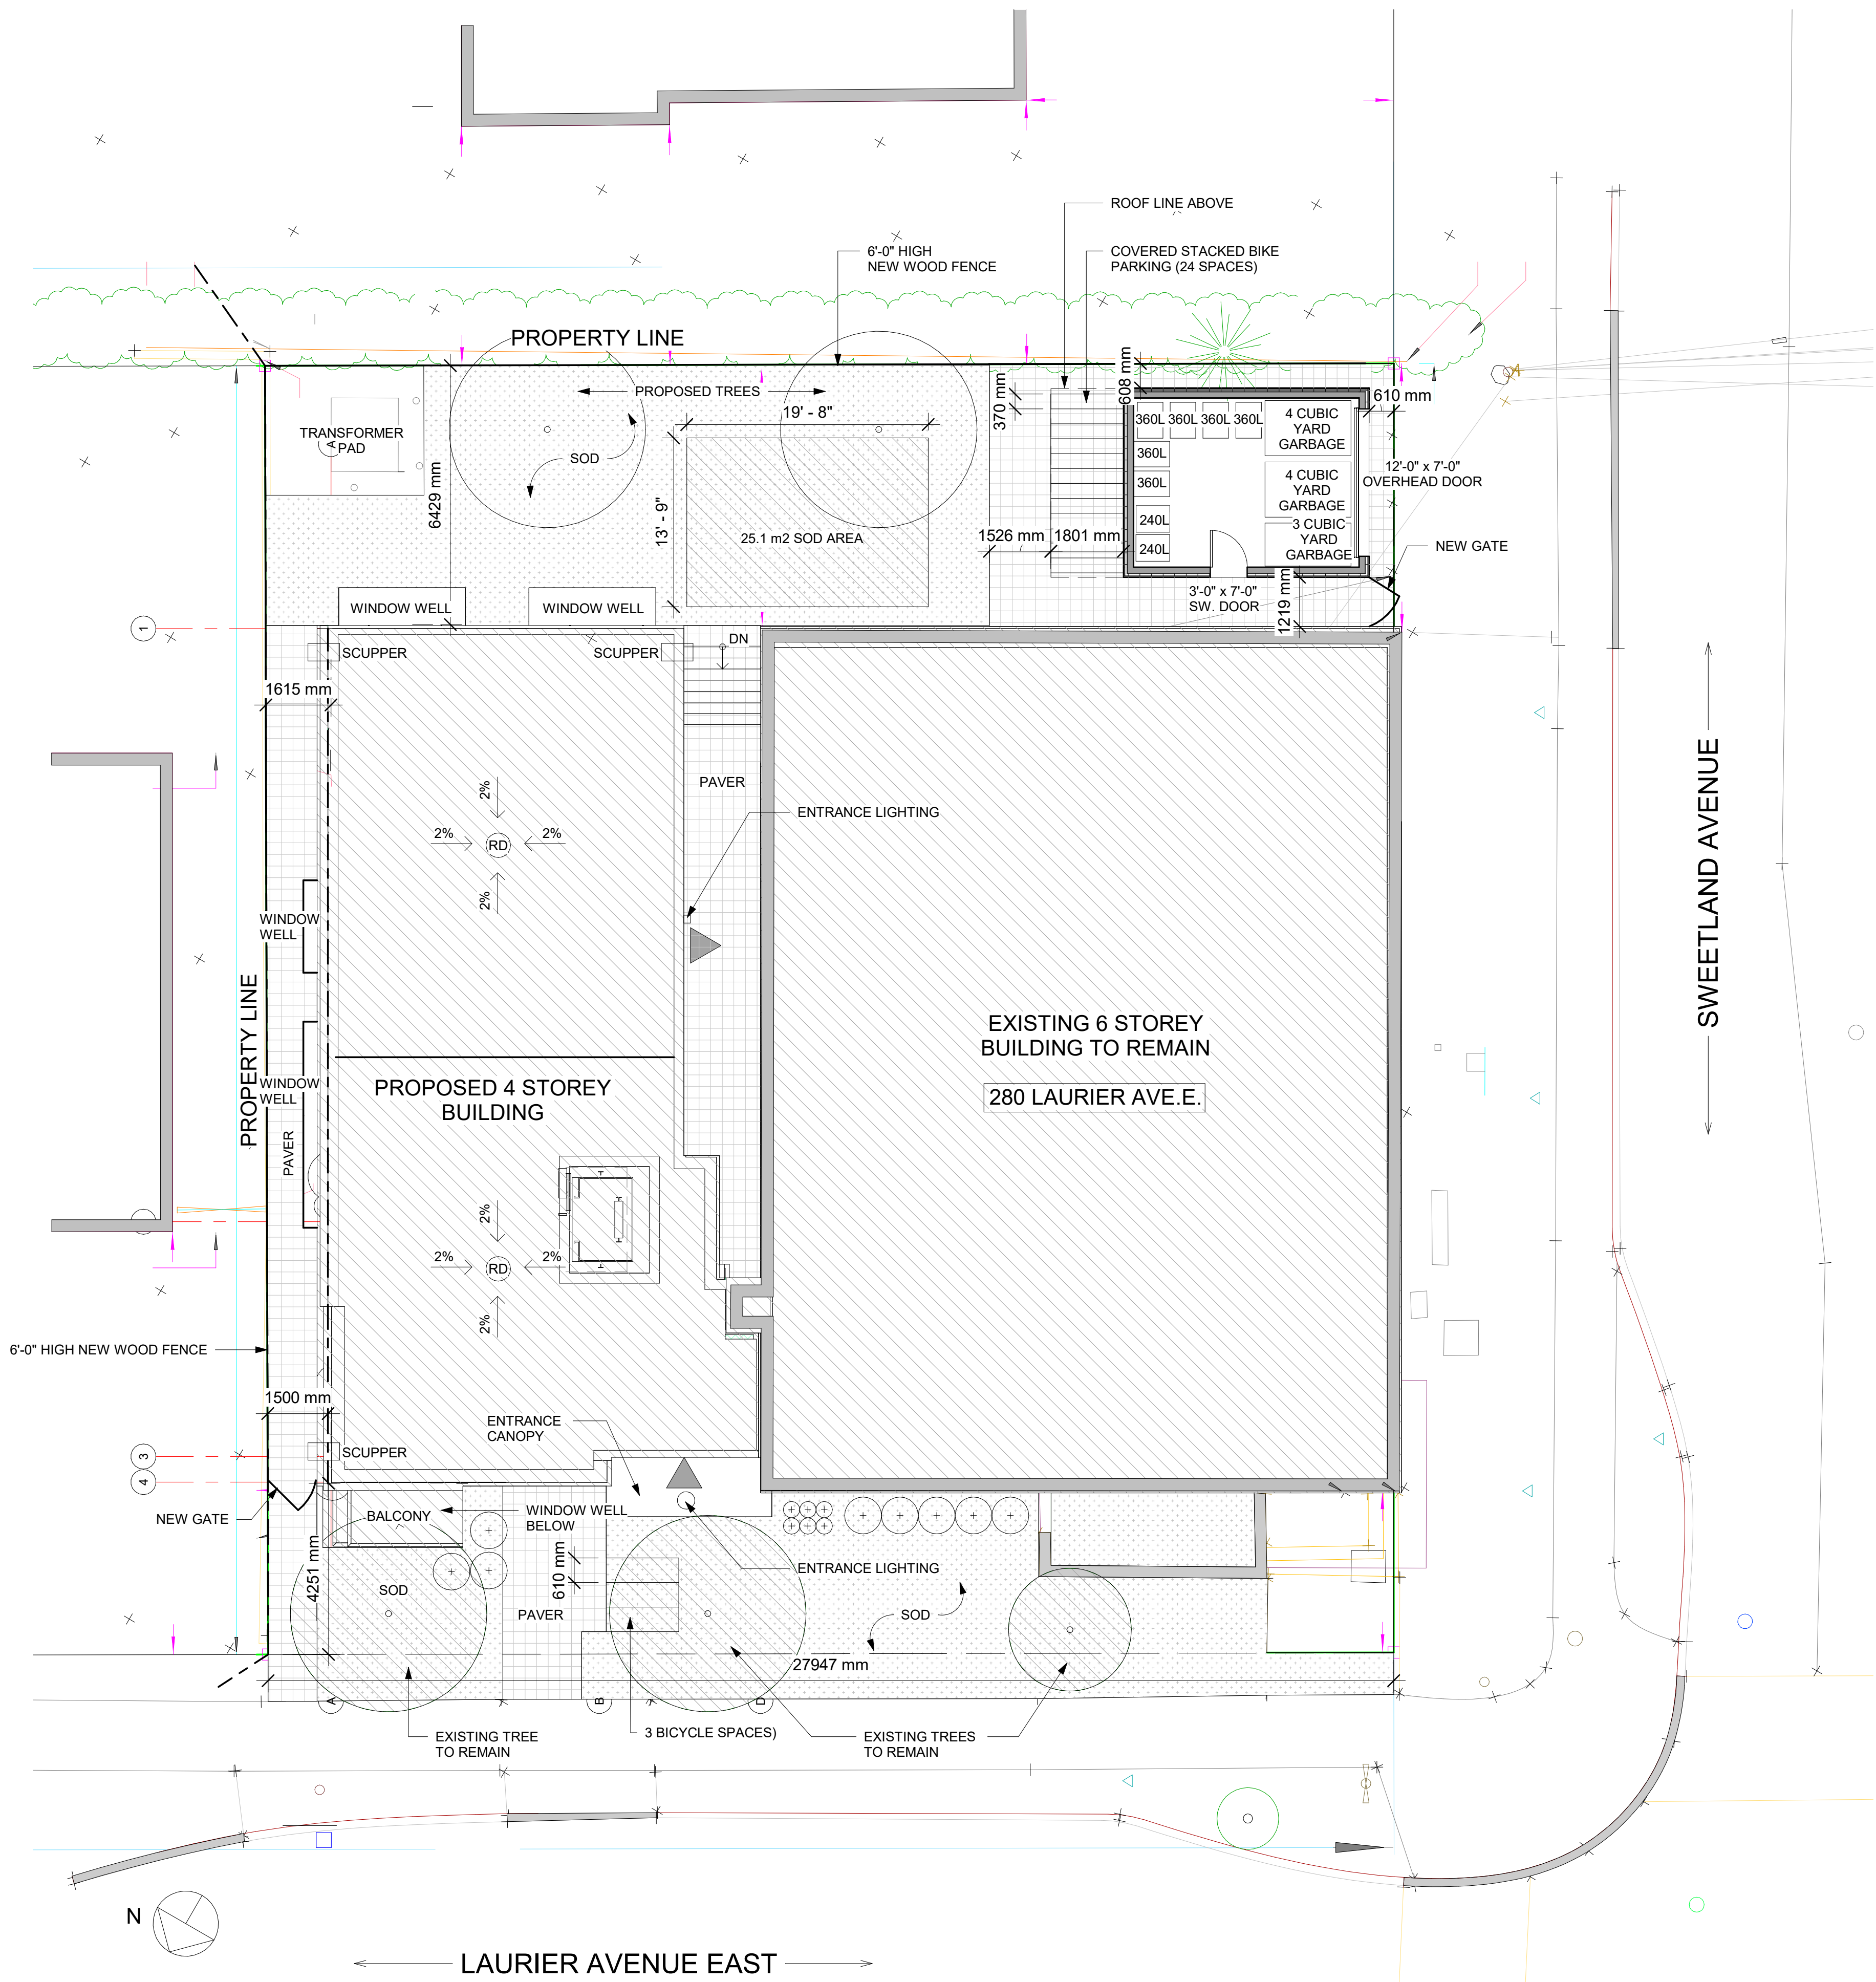 ROOF LINE ABOVE
6'-0" HIGH
NEW WOOD FENCE
COVERED STACKED BIKE
PARKING (24 SPACES)
PROPERTY LINE
PROPOSED TREES
19' - 8"
370 mm
608 mm
610 mm
TRANSFORMER
PAD
A
SOD
6429 mm
13' - 9"
25.1 m2 SOD AREA
360L
360L
360L
360L
360L
360L
240L
240L
4 CUBIC
YARD
GARBAGE
4 CUBIC
YARD
GARBAGE
3 CUBIC
YARD
GARBAGE
12'-0" x 7'-0"
OVERHEAD DOOR
1526 mm
1801 mm
NEW GATE
3'-0" x 7'-0"
SW. DOOR
1219 mm
WINDOW WELL
WINDOW WELL
1
SCUPPER
SCUPPER
DN
1615 mm
PAVER
ENTRANCE LIGHTING
2%
2%
RD
2%
2%
WINDOW
WELL
PROPERTY LINE
SWEETLAND AVENUE
EXISTING 6 STOREY
BUILDING TO REMAIN
280 LAURIER AVE.E.
WINDOW
WELL
PROPOSED 4 STOREY
BUILDING
PAVER
2%
2%
RD
2%
2%
6'-0" HIGH NEW WOOD FENCE
1500 mm
ENTRANCE
CANOPY
SCUPPER
3
4
NEW GATE
BALCONY
WINDOW WELL
BELOW
4251 mm
610 mm
ENTRANCE LIGHTING
SOD
PAVER
SOD
27947 mm
A
B
D
EXISTING TREE
TO REMAIN
3 BICYCLE SPACES)
EXISTING TREES
TO REMAIN
N
LAURIER AVENUE EAST